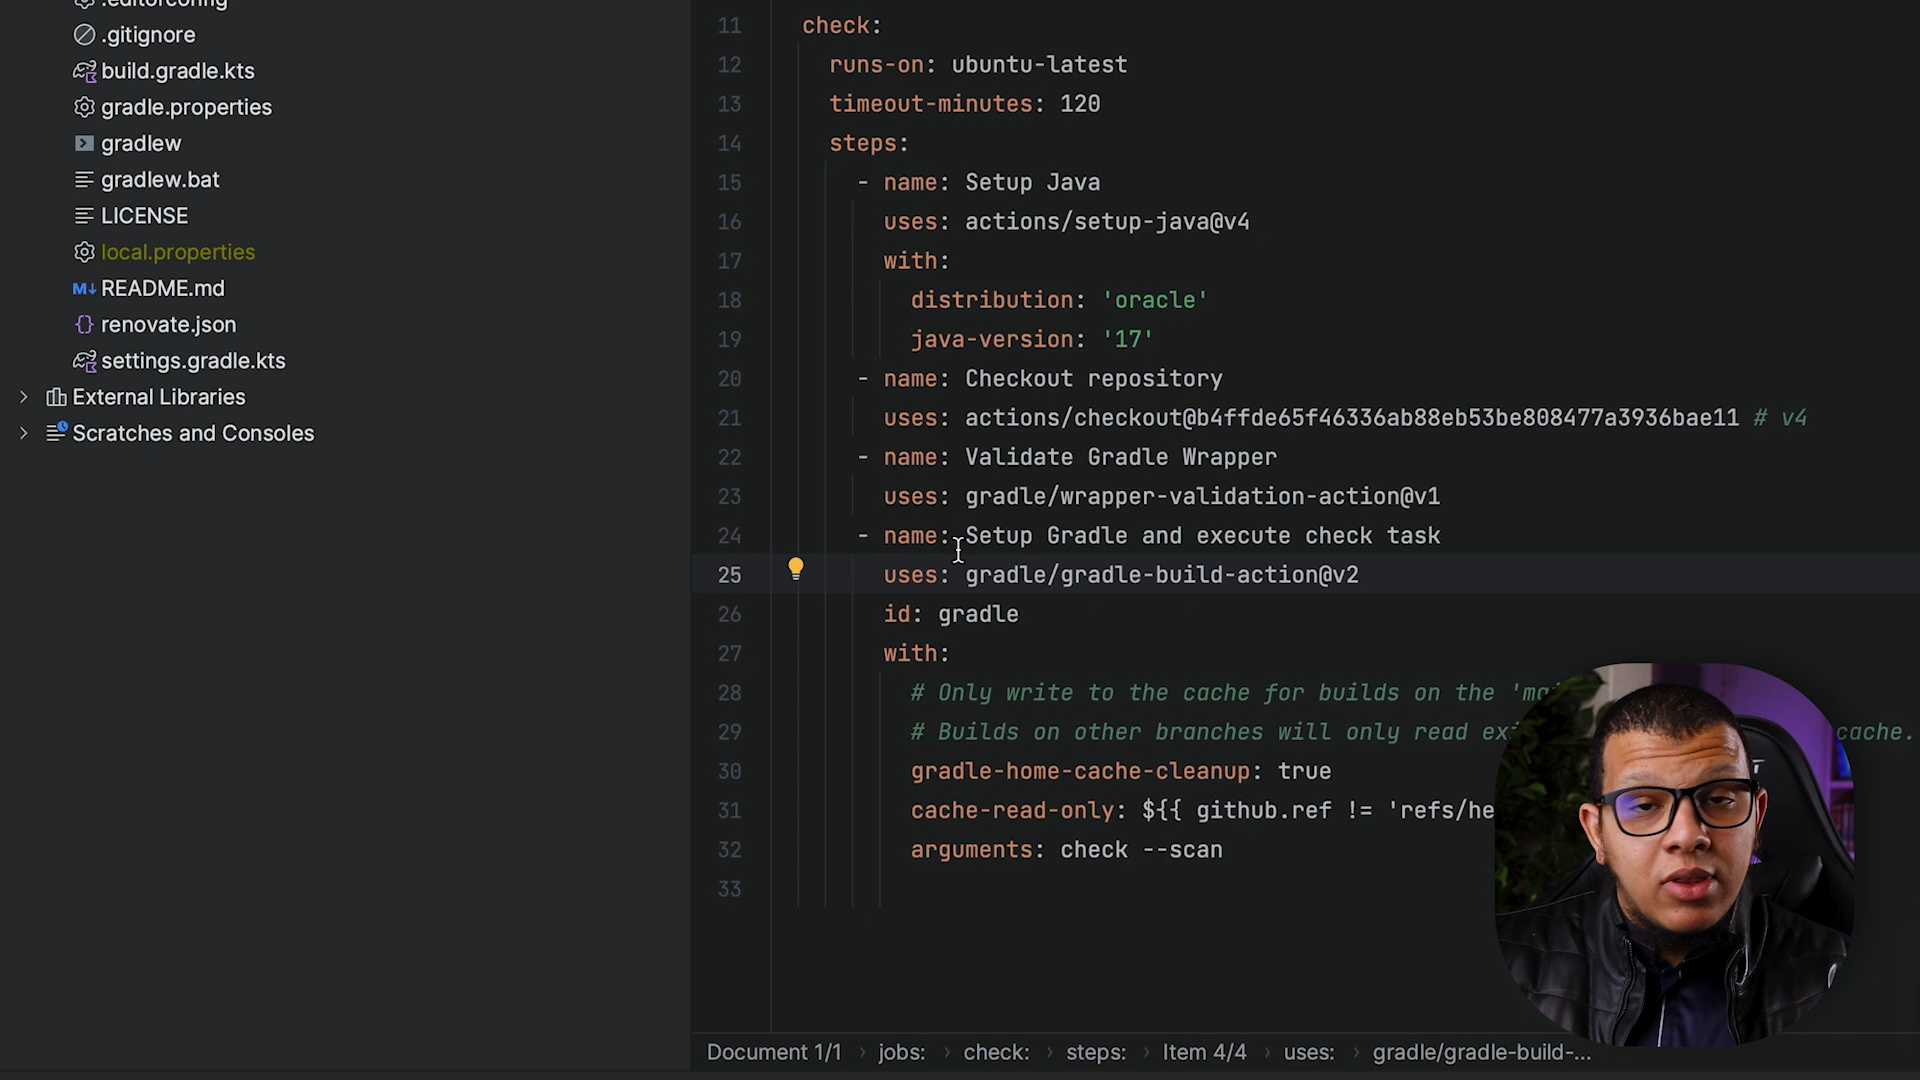 .editorconfig
.gitignore
build.gradle.kts
gradle.properties
gradlew
gradlew.bat
LICENSE
local.properties
README.md
renovate.json
settings.gradle.kts
External Libraries
Scratches and Consoles
11 check:
12 runs-on: ubuntu-latest
13 timeout-minutes: 120
14 steps:
15 - name: Setup Java
16 uses: actions/setup-java@v4
17 with:
18 distribution: 'oracle'
19 java-version: '17'
20 - name: Checkout repository
21 uses: actions/checkout@b4ffde65f46336ab88eb53be808477a3936bae11 # v4
22 - name: Validate Gradle Wrapper
23 uses: gradle/wrapper-validation-action@v1
24 - name: Setup Gradle and execute check task
25 uses: gradle/gradle-build-action@v2
26 id: gradle
27 with:
28 # Only write to the cache for builds on the
29 # Builds on other branches will only read cache.
30 gradle-home-cache-cleanup: true
31 cache-read-only: ${{ github.ref != 'refs/he
32 arguments: check --scan
33
Document 1/1 › jobs: › check: › steps: › Item 4/4 › uses: › gradle/gradle-build-...